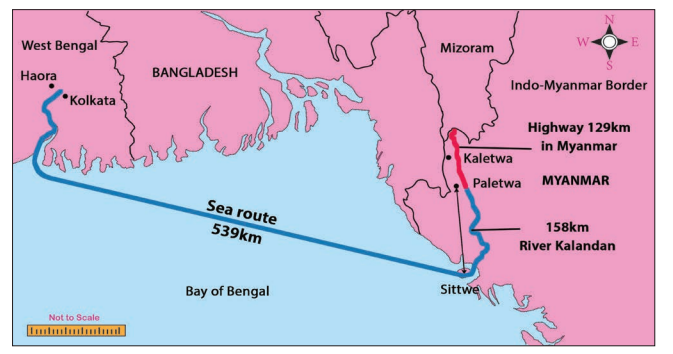 N
W E
S
West Bengal
Mizoram
Haora
BANGLADESH
Kolkata
Indo-Myanmar Border
Highway 129km
in Myanmar
Kaletwa
Paletwa
MYANMAR
Sea route
539km
158km
River Kalandan
Bay of Bengal
Sittwe
Not to Scale